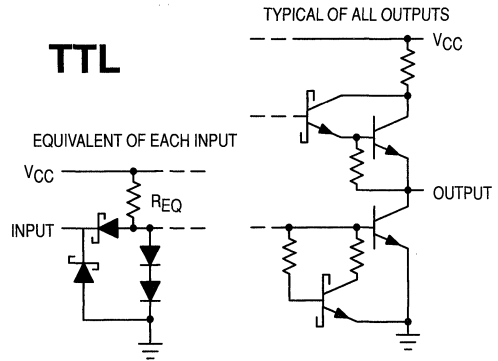 TYPICAL OF ALL OUTPUTS
VCC
TTL
EQUIVALENT OF EACH INPUT
VCC
REQ
OUTPUT
INPUT